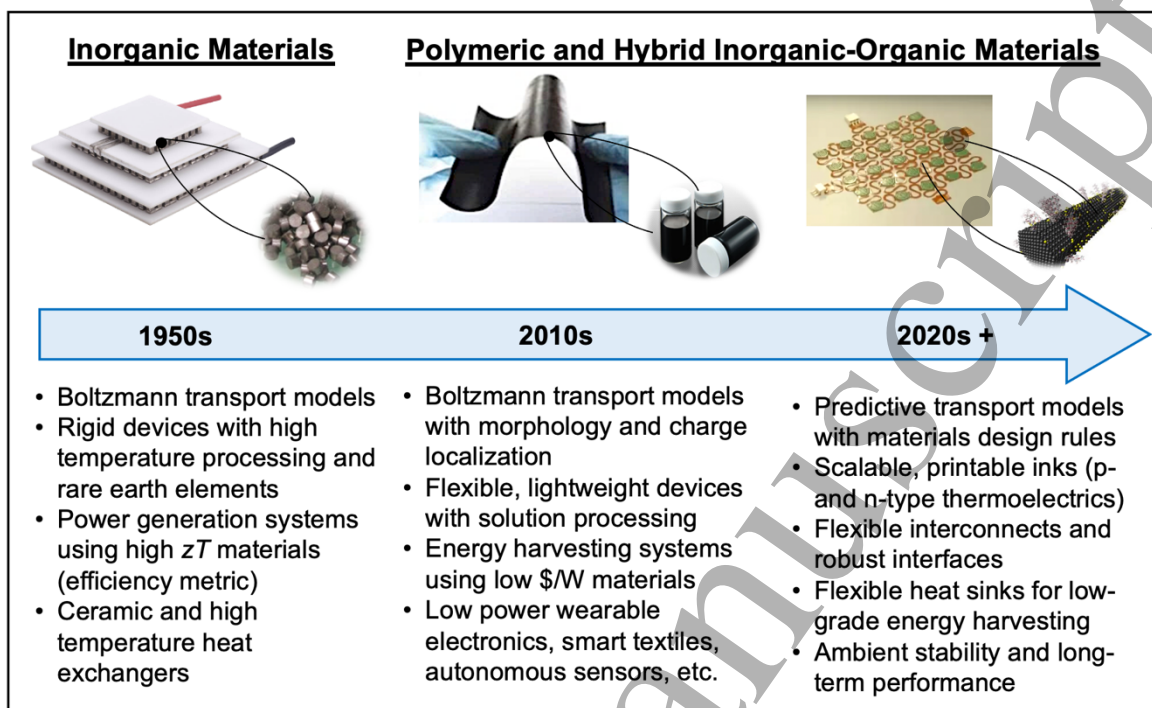 Inorganic Materials
Polymeric and Hybrid Inorganic-Organic Materials
1950s
2010s
2020s +
• Boltzmann transport models
• Rigid devices with high
temperature processing and
rare earth elements
• Power generation systems
using high zT materials
(efficiency metric)
• Ceramic and high
temperature heat
exchangers
• Boltzmann transport models
with morphology and charge
localization
• Flexible, lightweight devices
with solution processing
• Energy harvesting systems
using low $/W materials
• Low power wearable
electronics, smart textiles,
autonomous sensors, etc.
• Predictive transport models
with materials design rules
• Scalable, printable inks (p-
and n-type thermoelectrics)
• Flexible interconnects and
robust interfaces
• Flexible heat sinks for low-
grade energy harvesting
• Ambient stability and long-
term performance
anuscript